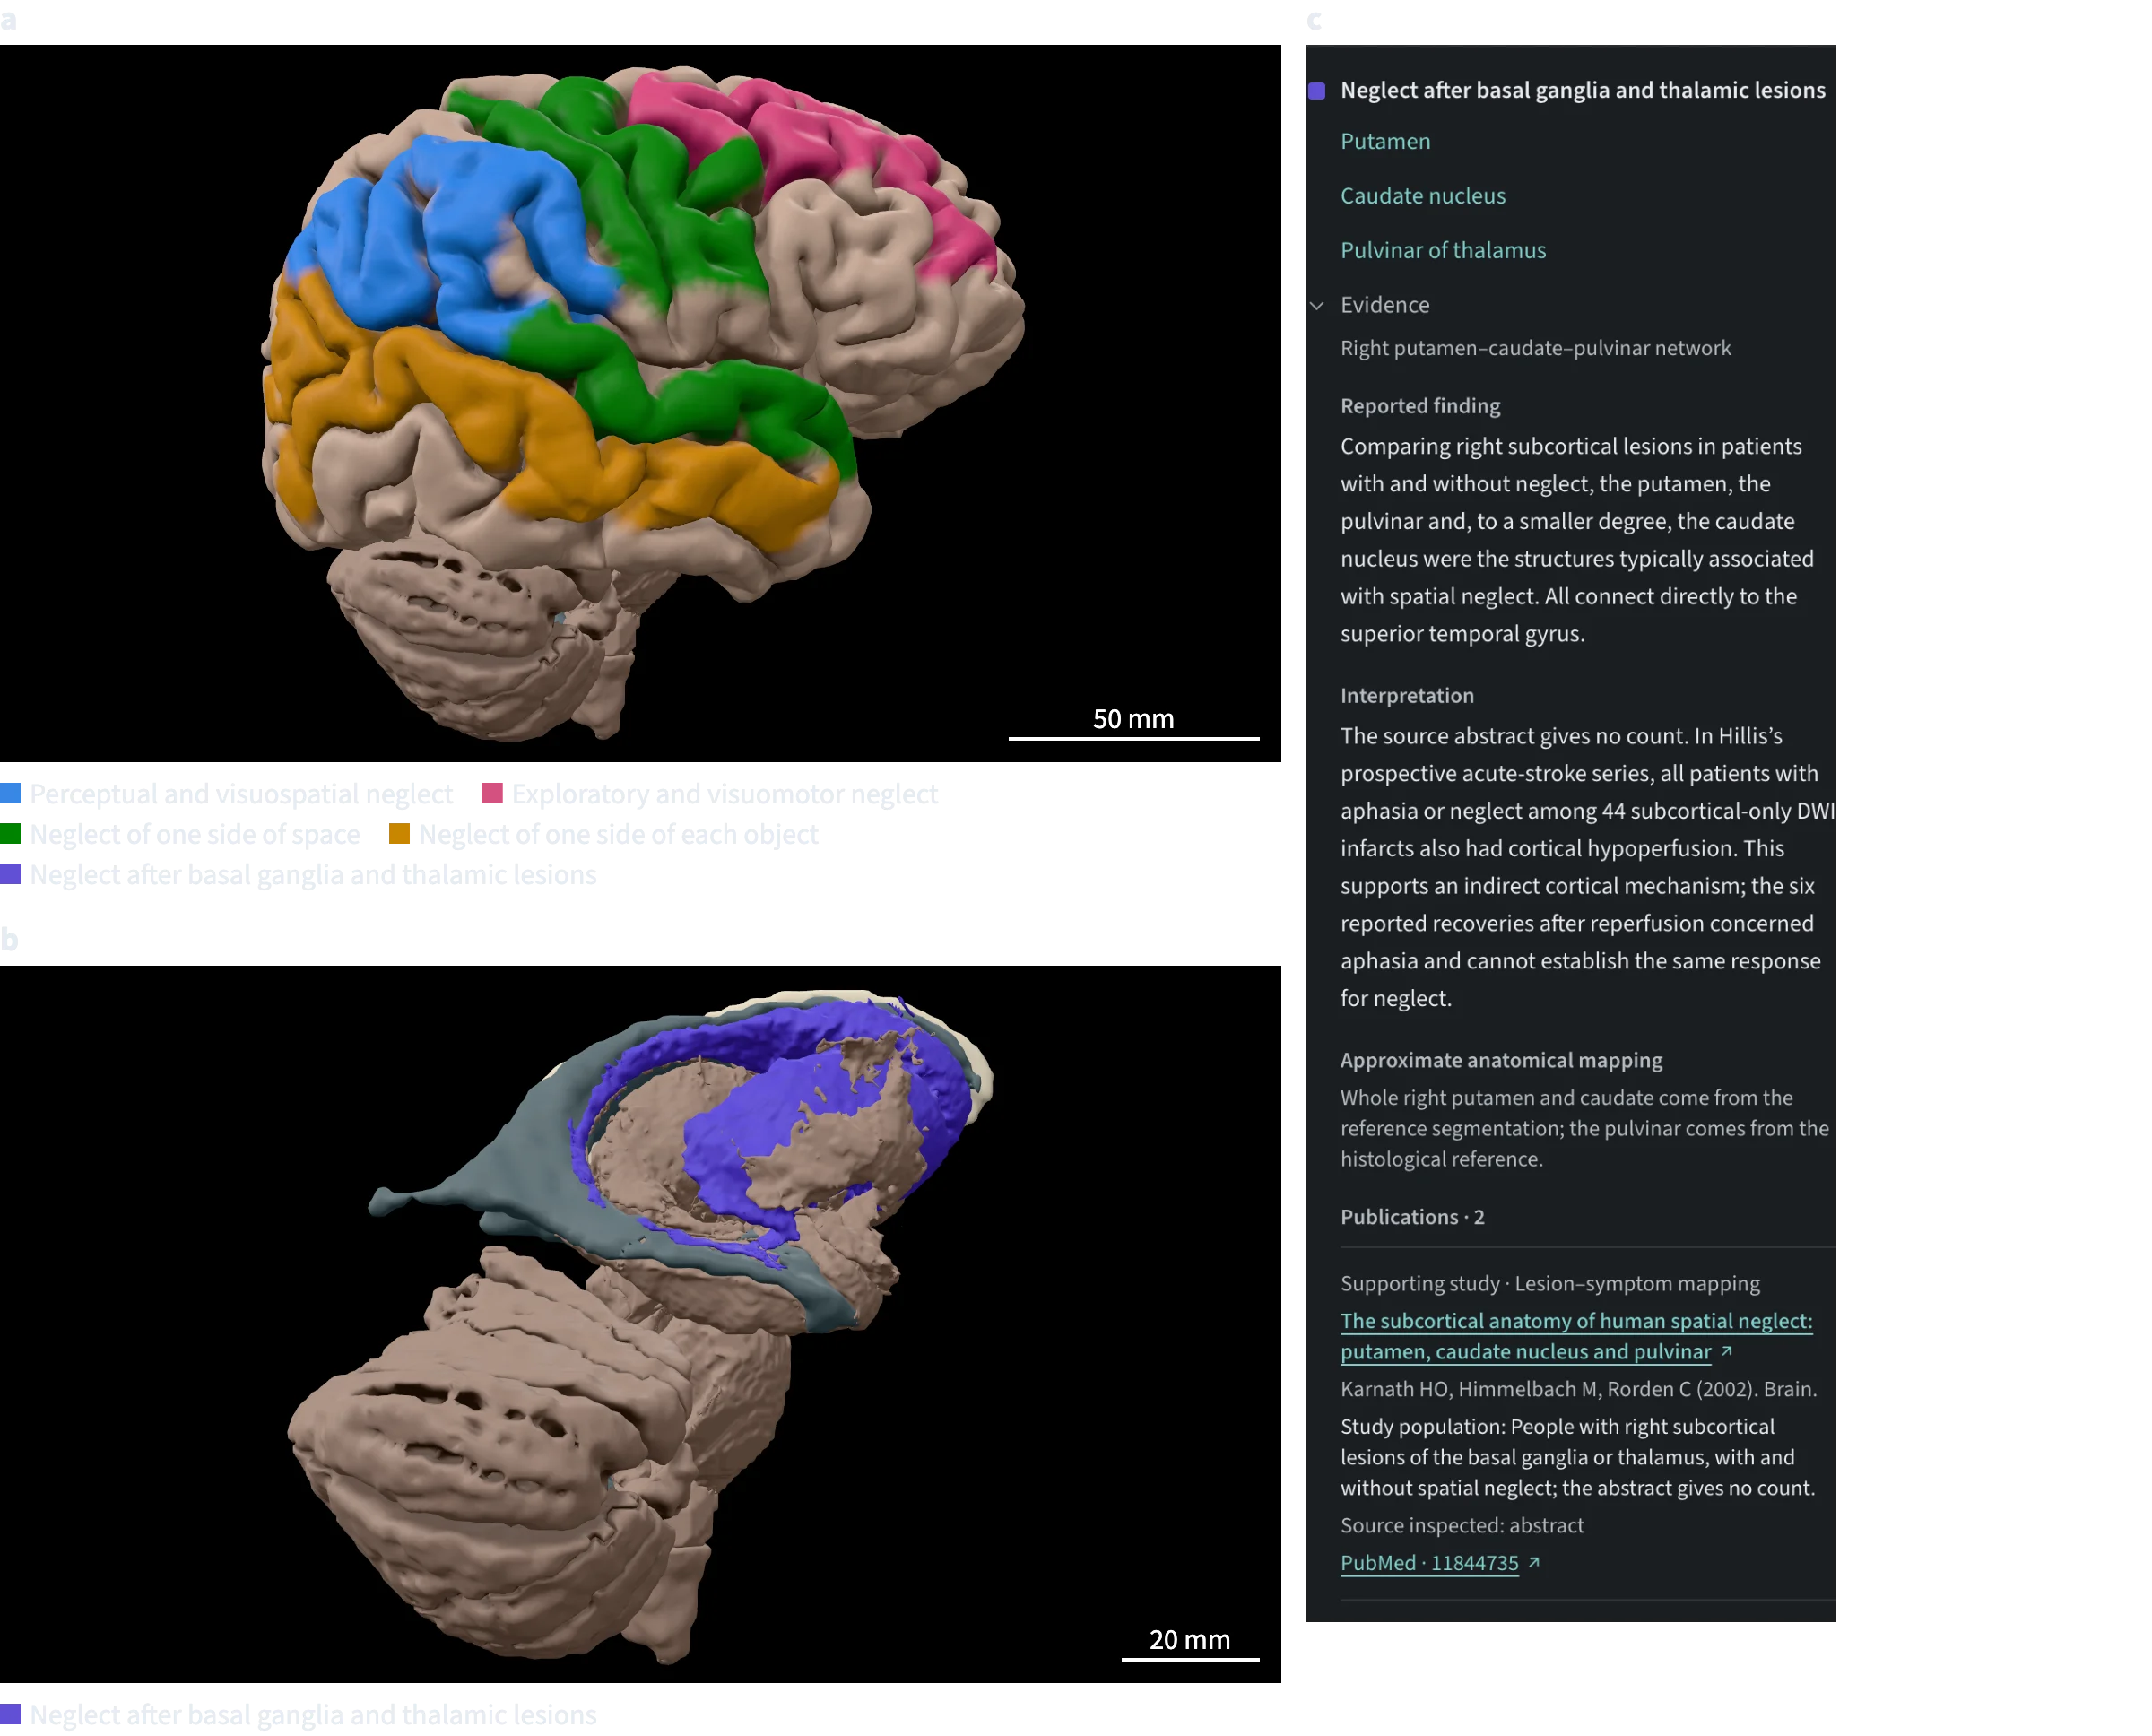 a
50 mm
Perceptual and visuospatial neglect
Exploratory and visuomotor neglect
Neglect of one side of space
Neglect of one side of each object
Neglect after basal ganglia and thalamic lesions
b
20 mm
Neglect after basal ganglia and thalamic lesions
c
Neglect after basal ganglia and thalamic lesions
Putamen
Caudate nucleus
Pulvinar of thalamus
Evidence
Right putamen–caudate–pulvinar network
Reported finding
Comparing right subcortical lesions in patients
with and without neglect, the putamen, the
pulvinar and, to a smaller degree, the caudate
nucleus were the structures typically associated
with spatial neglect. All connect directly to the
superior temporal gyrus.
Interpretation
The source abstract gives no count. In Hillis’s
prospective acute-stroke series, all patients with
aphasia or neglect among 44 subcortical-only DWI
infarcts also had cortical hypoperfusion. This
supports an indirect cortical mechanism; the six
reported recoveries after reperfusion concerned
aphasia and cannot establish the same response
for neglect.
Approximate anatomical mapping
Whole right putamen and caudate come from the
reference segmentation; the pulvinar comes from the
histological reference.
Publications · 2
Supporting study · Lesion–symptom mapping
The subcortical anatomy of human spatial neglect:
putamen, caudate nucleus and pulvinar ↗
Karnath HO, Himmelbach M, Rorden C (2002). Brain.
Study population: People with right subcortical
lesions of the basal ganglia or thalamus, with and
without spatial neglect; the abstract gives no count.
Source inspected: abstract
PubMed · 11844735 ↗